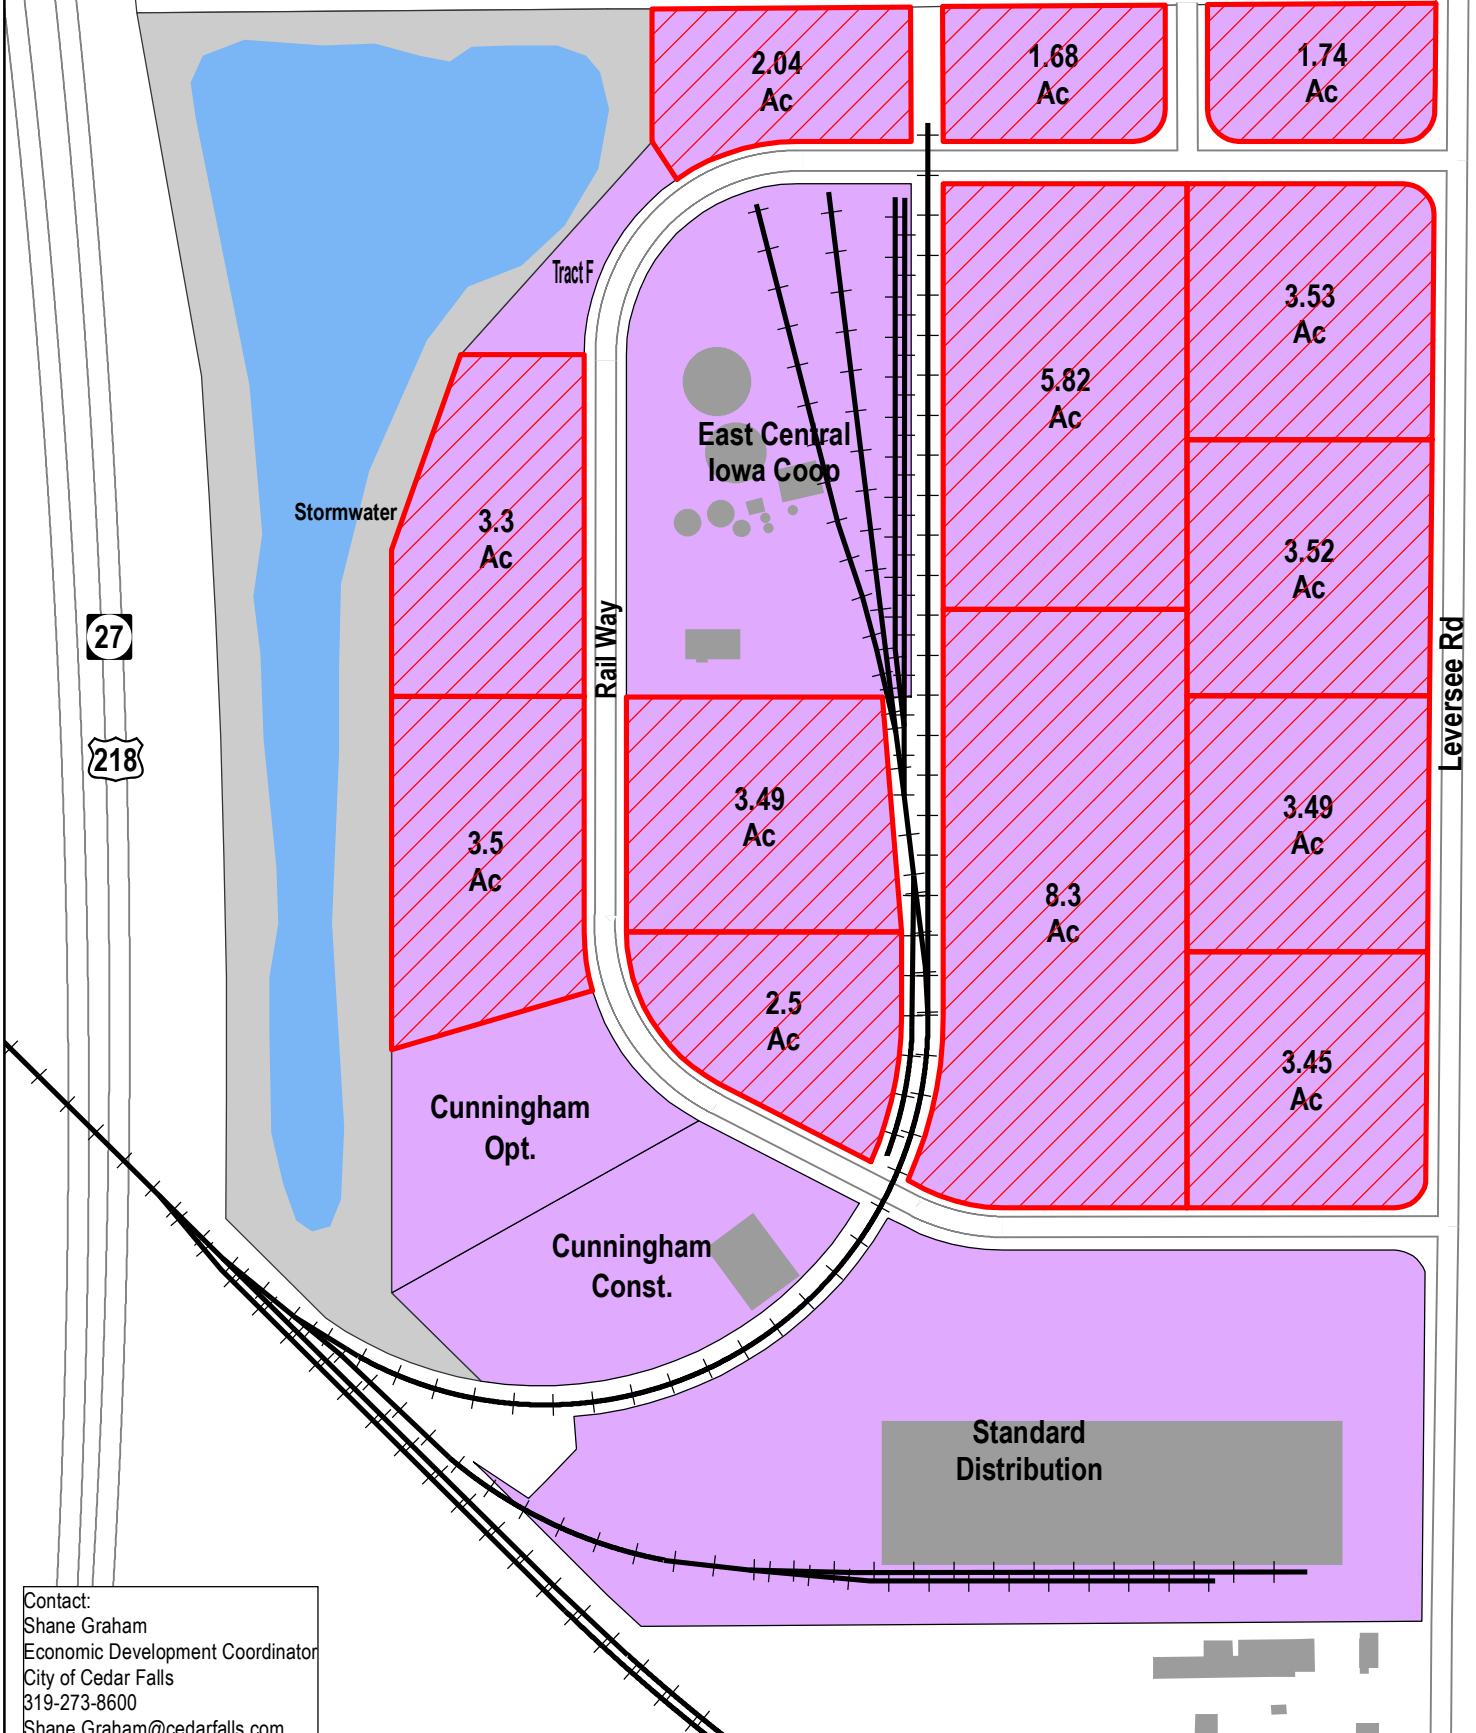 2.04
Ac
1.68
Ac
1.74
Ac
Tract F
3.53
Ac
5.82
Ac
East Central
Iowa Coop
Stormwater
3.3
Ac
3.52
Ac
27
Rail Way
Leversee Rd
218
3.49
Ac
3.49
Ac
3.5
Ac
8.3
Ac
2.5
Ac
3.45
Ac
Cunningham
Opt.
Cunningham
Const.
Standard
Distribution
Contact:
Shane Graham
Economic Development Coordinator
City of Cedar Falls
319-273-8600
Shane.Graham@cedarfalls.com